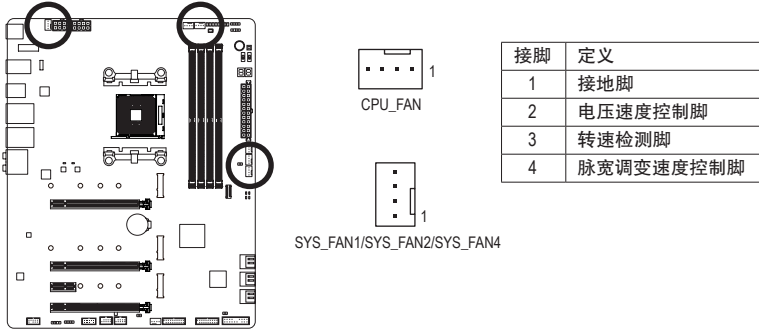 1
CPU_FAN
1
SYS_FAN1/SYS_FAN2/SYS_FAN4
接脚 定义
1 接地脚
2 电压速度控制脚
3 转速检测脚
4 脉宽调变速度控制脚